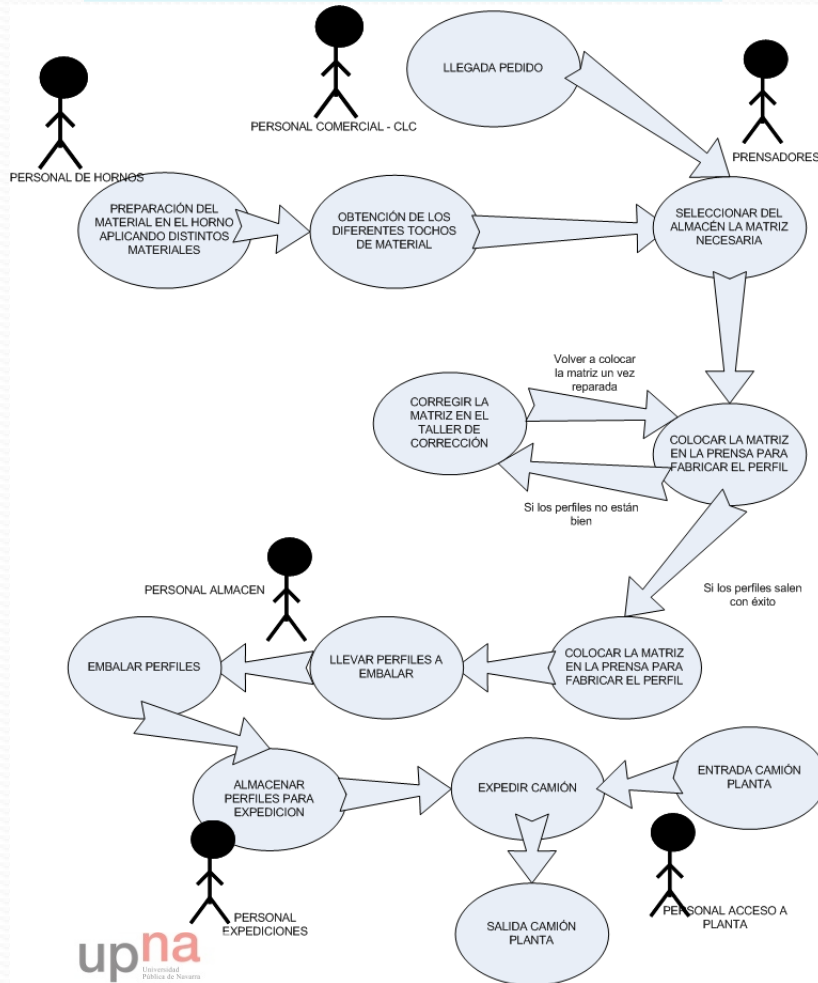 LLEGADA PEDIDO
PERSONAL COMERCIAL - CLC
PRENSADORES
PERSONAL DE HORNOS
PREPARACIÓN DEL
MATERIAL EN EL HORNO
APLICANDO DISTINTOS
MATERIALES
OBTENCIÓN DE LOS
DIFERENTES TOCHOS
DE MATERIAL
SELECCIONAR DEL
ALMACÉN LA MATRIZ
NECESARIA
Volver a colocar
la matriz un vez
reparada
CORREGIR LA
MATRIZ EN EL
TALLER DE
CORRECCIÓN
COLOCAR LA MATRIZ
EN LA PRENSA PARA
FABRICAR EL PERFIL
Si los perfiles no están
bien
Si los perfiles salen
con éxito
PERSONAL ALMACEN
EMBALAR PERFILES
LLEVAR PERFILES A
EMBALAR
COLOCAR LA MATRIZ
EN LA PRENSA PARA
FABRICAR EL PERFIL
ALMACENAR
PERFILES PARA
EXPEDICION
EXPEDIR CAMIÓN
ENTRADA CAMIÓN
PLANTA
PERSONAL
EXPEDICIONES
SALIDA CAMIÓN
PLANTA
PERSONAL ACCESO A
PLANTA
upna
Universidad
Pública de Navarra